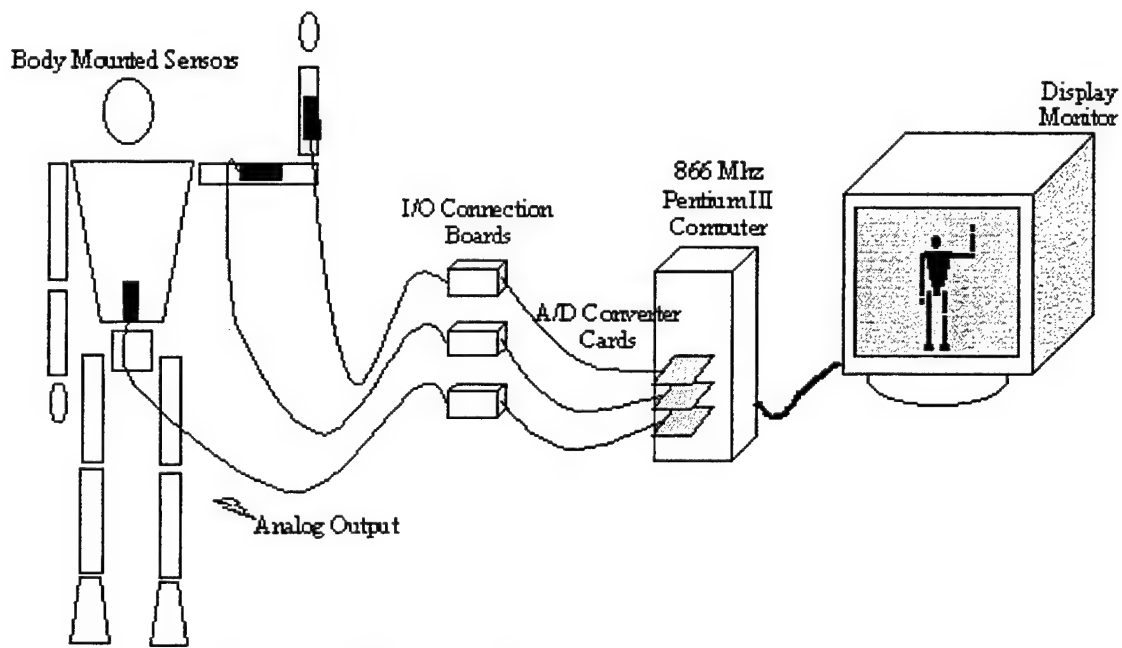 Body Mounted Sensors
Display
Monitor
866 Mhz
Pentium III
Computer
I/O Connection
Boards
A/D Converter
Cards
Analog Output